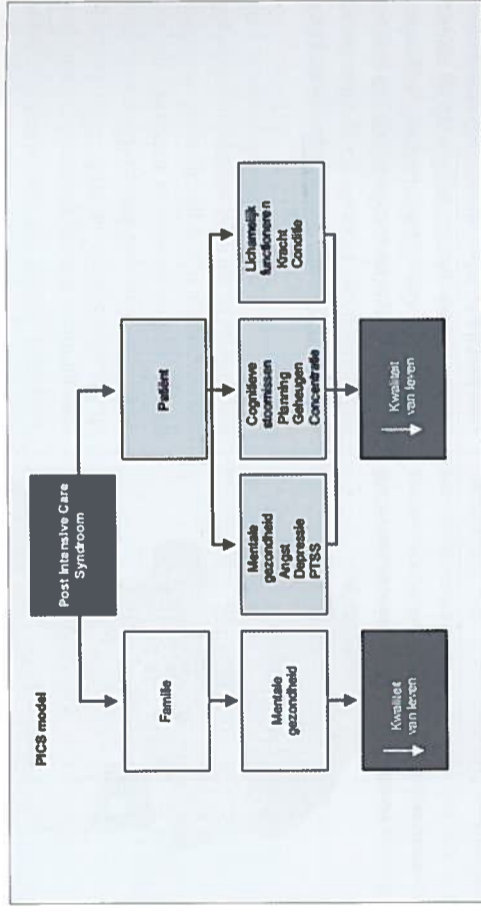 PICS model
Post Intensive Care
Syndroom
Familie
Patiënt
Mentale
gezondheid
Mentale
gezondheid
Angst
Depressie
PTSS
Cognitieve
stoornissen
Planning
Geheugen
Concentratie
Lichamelijk
functioneren
Kracht
Conditie
Kwaliteit
van leven
Kwaliteit
van leven